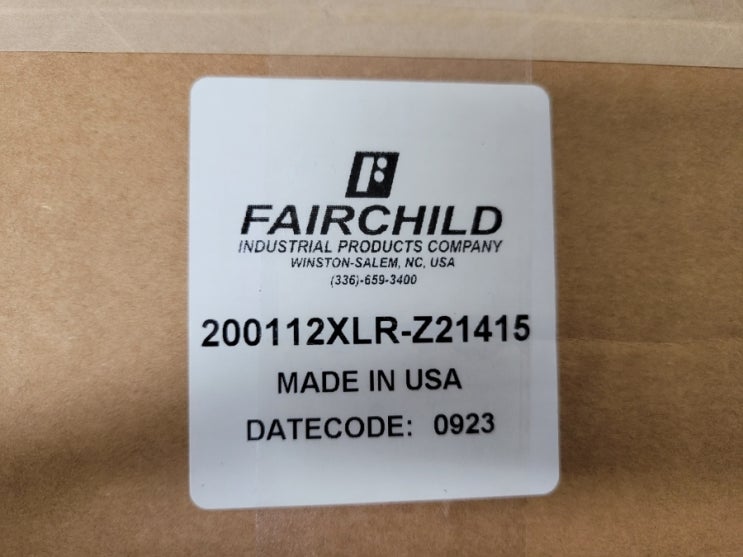 FAIRCHILD
INDUSTRIAL PRODUCTS COMPANY
WINSTON-SALEM, NC, USA
(336)-659-3400
200112XLR-Z21415
MADE IN USA
DATECODE: 0923